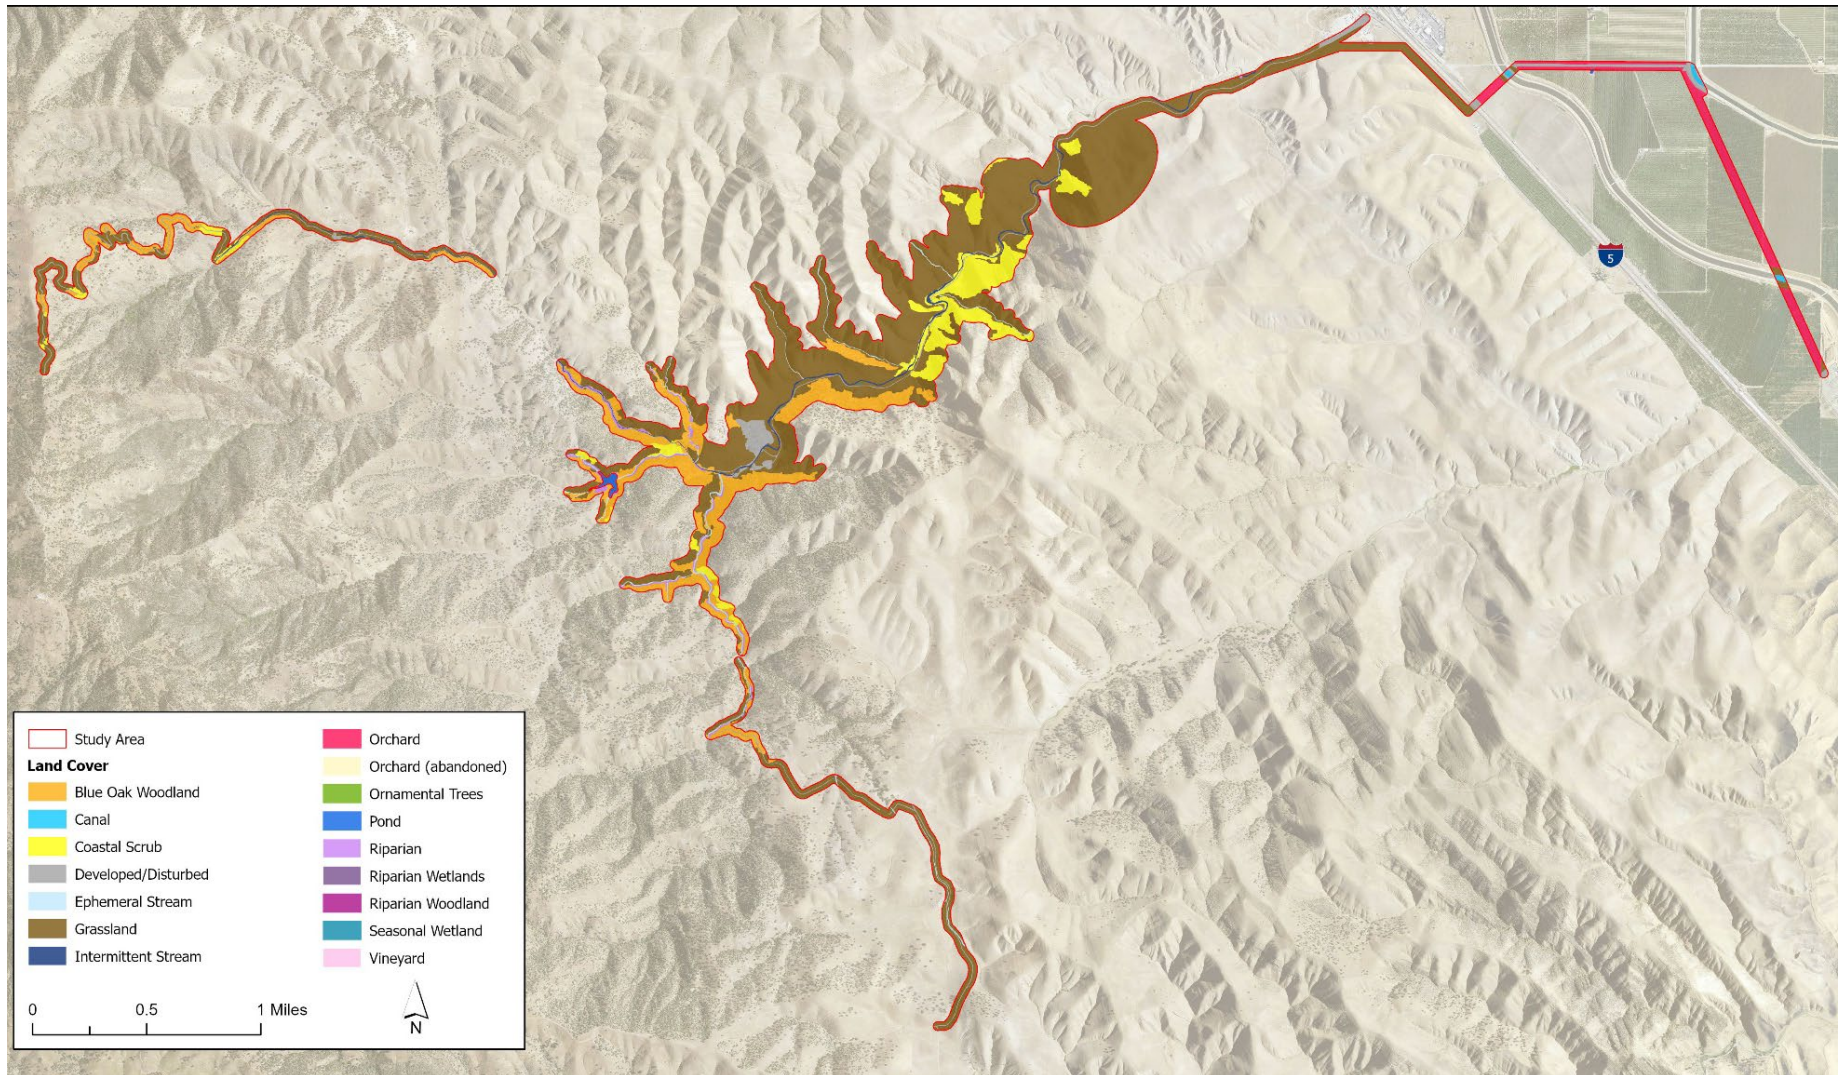 5
Study Area
Land Cover
Blue Oak Woodland
Canal
Coastal Scrub
Developed/Disturbed
Ephemeral Stream
Grassland
Intermittent Stream
Orchard
Orchard (abandoned)
Ornamental Trees
Pond
Riparian
Riparian Wetlands
Riparian Woodland
Seasonal Wetland
Vineyard
0 0.5 1 Miles
N